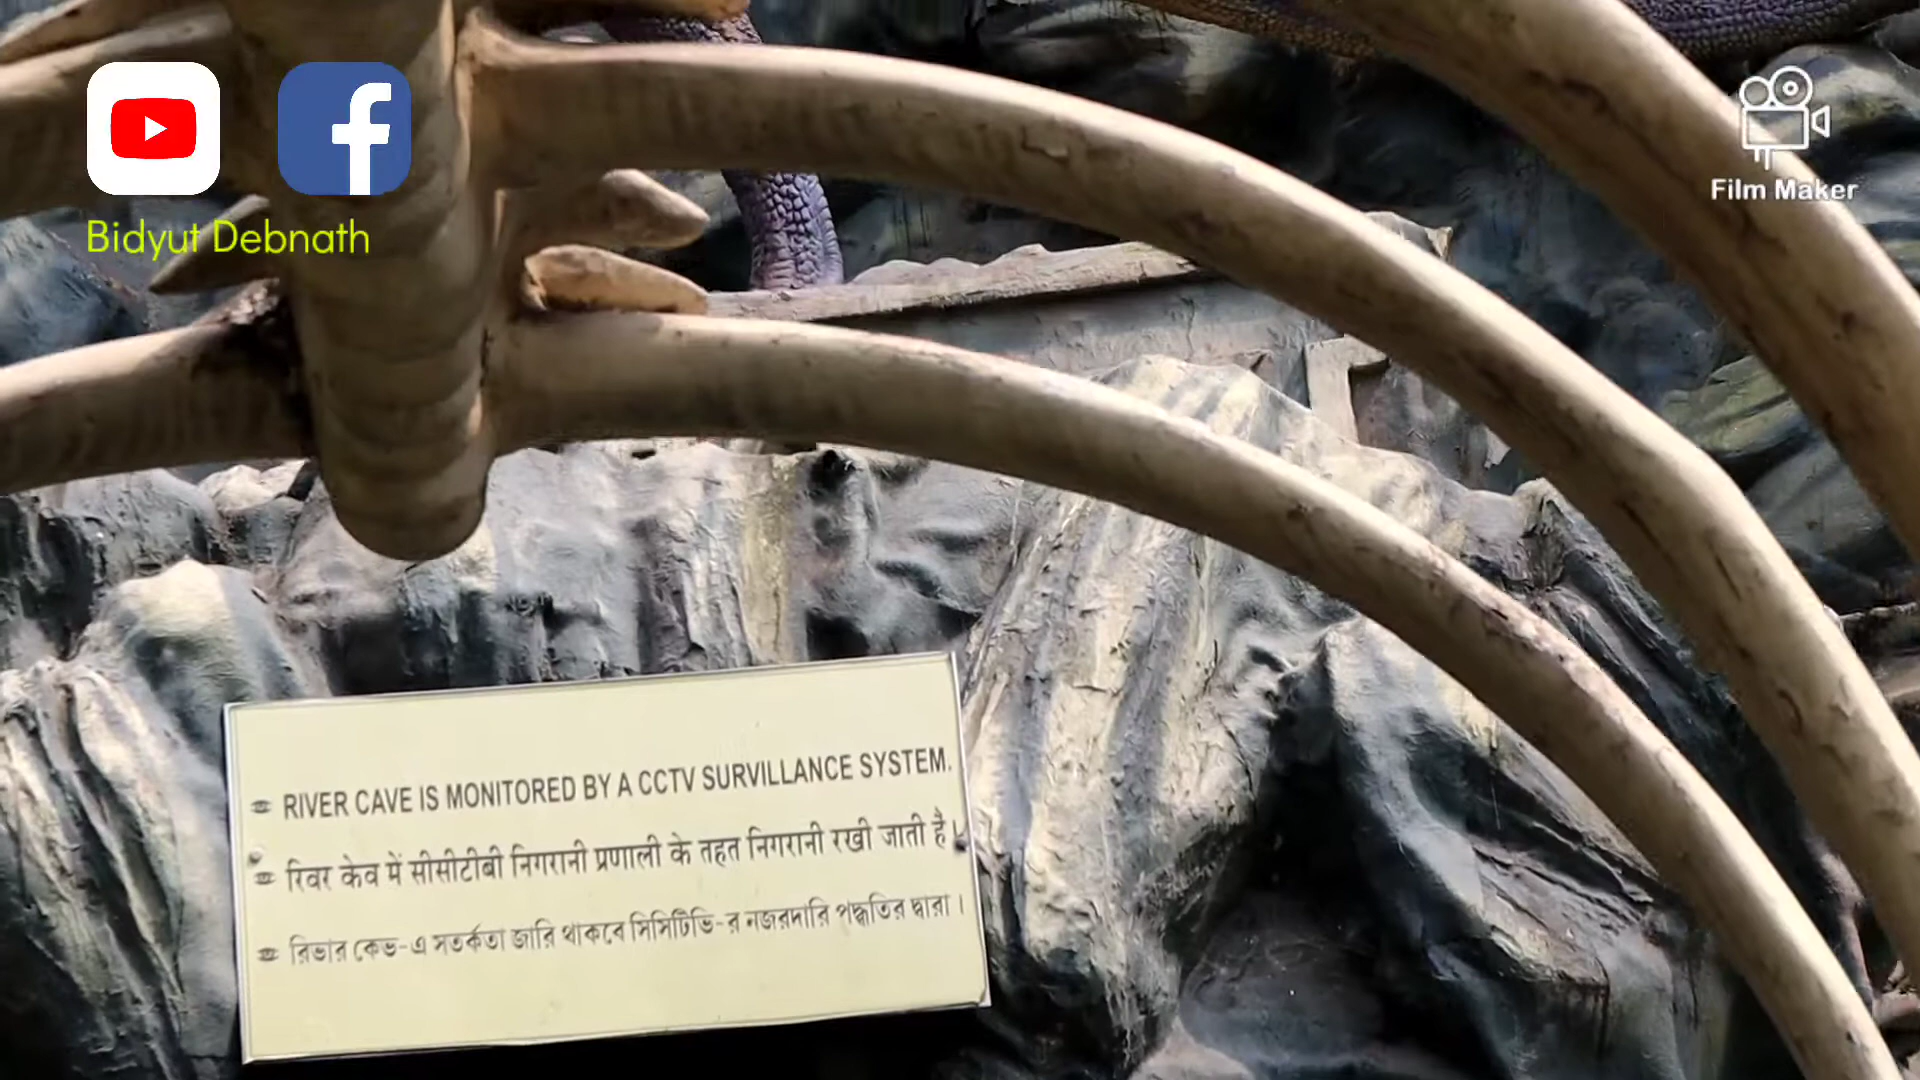 Bidyut Debnath
Film Maker
RIVER CAVE IS MONITORED BY A CCTV SURVILLANCE SYSTEM.
रिवर केव में सीसीटीबी निगरानी प्रणाली के तहत निगरानी रखी जाती है।
রিভার কেভ-এ সতর্কতা জারি থাকবে সিসিটিভি-র নজরদারি পদ্ধতির দ্বারা।